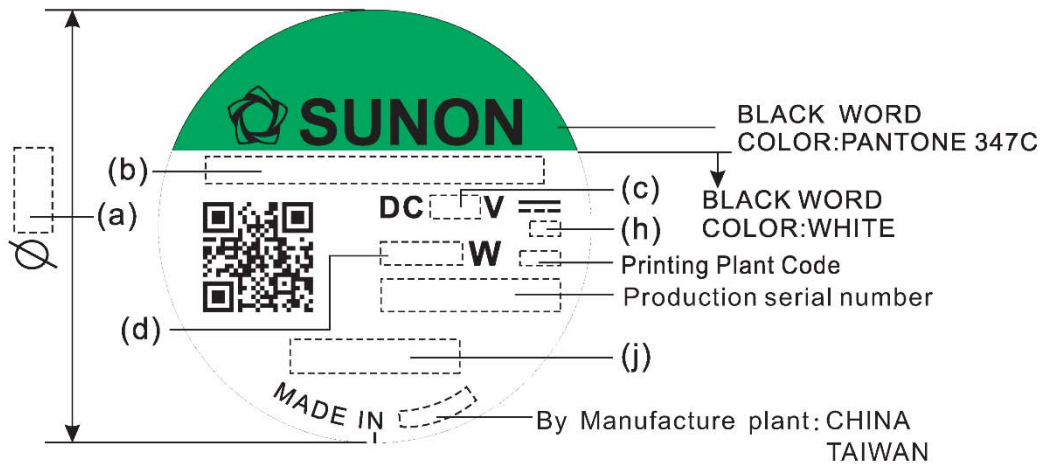 SUNON
BLACK WORD
COLOR:PANTONE 347C
(b)
(c)
(a)
DC V
BLACK WORD
COLOR:WHITE
(h)
Ø
W
Printing Plant Code
Production serial number
(d)
(j)
MADE IN
By Manufacture plant: CHINA
TAIWAN